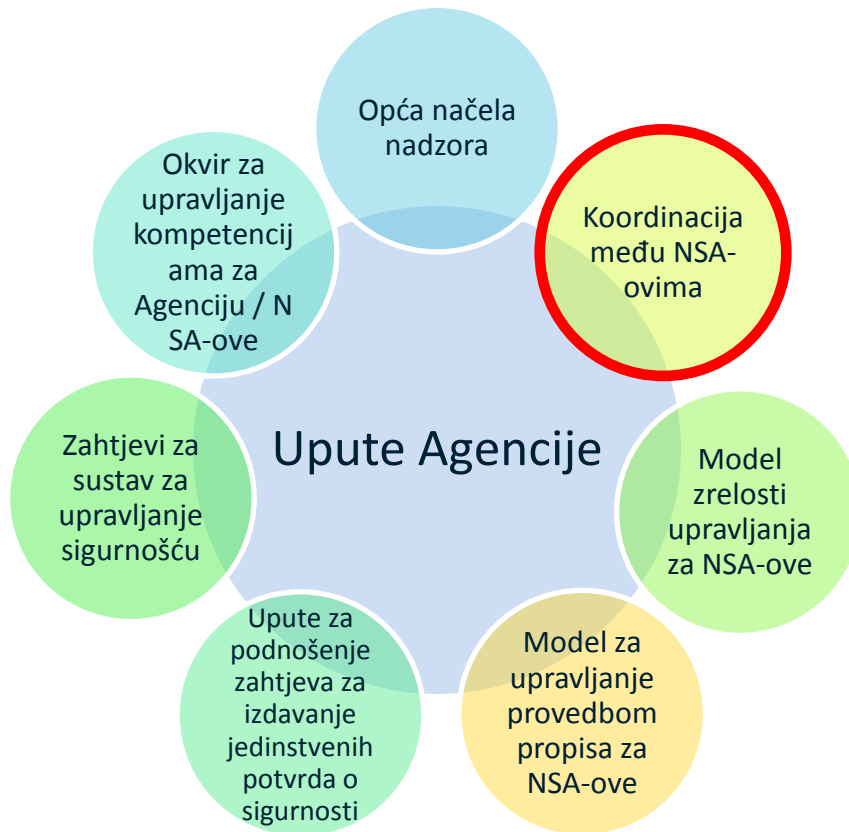 Opća načela
nadzora
Koordinacija
među NSA-
ovima
Model
zrelosti
upravljanja
za NSA-ove
Model za
upravljanje
provedbom
propisa za
NSA-ove
Upute za
podnošenje
zahtjeva za
izdavanje
jedinstvenih
potvrda o
sigurnosti
Zahtjevi za
sustav za
upravljanje
sigurnošću
Okvir za
upravljanje
kompetencij
ama za
Agenciju / N
SA-ove
Upute Agencije